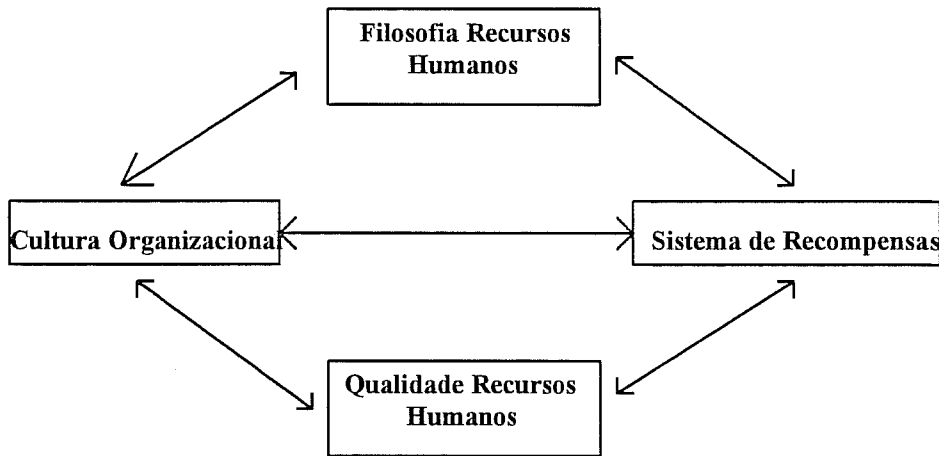 Filosofia Recursos
Humanos
Cultura Organizacional
Sistema de Recompensas
Qualidade Recursos
Humanos